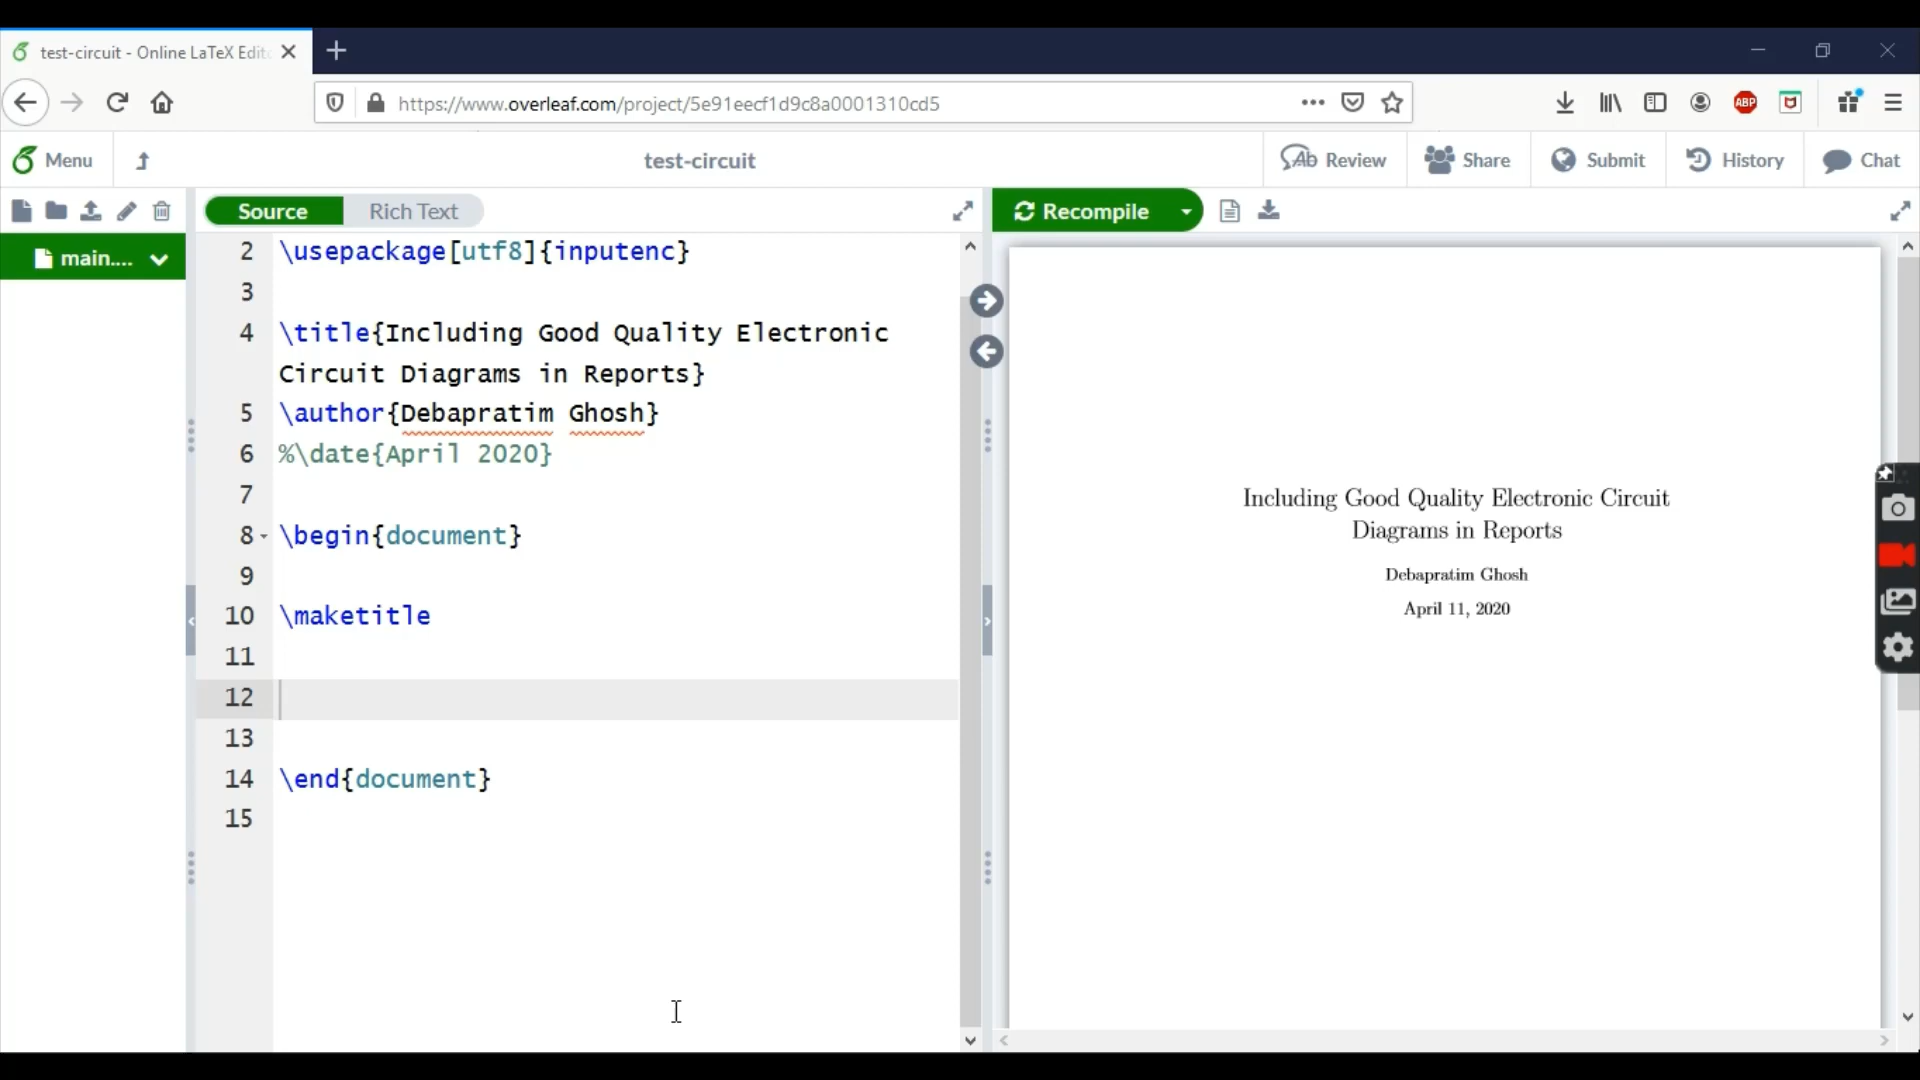 test-circuit - Online LaTeX Edit
https://www.overleaf.com/project/5e91eecf1d9c8a0001310cd5
ABP
Menu
test-circuit
Ab Review
Share
Submit
History
Chat
Source
Rich Text
Recompile
main....
2 \usepackage[utf8]{inputenc}
3
4 \title{Including Good Quality Electronic
Circuit Diagrams in Reports}
5 \author{Debapratim Ghosh}
6 %\date{April 2020}
7
8 \begin{document}
9
10 \maketitle
11
12
13
14 \end{document}
15
Including Good Quality Electronic Circuit
Diagrams in Reports
Debapratim Ghosh
April 11, 2020